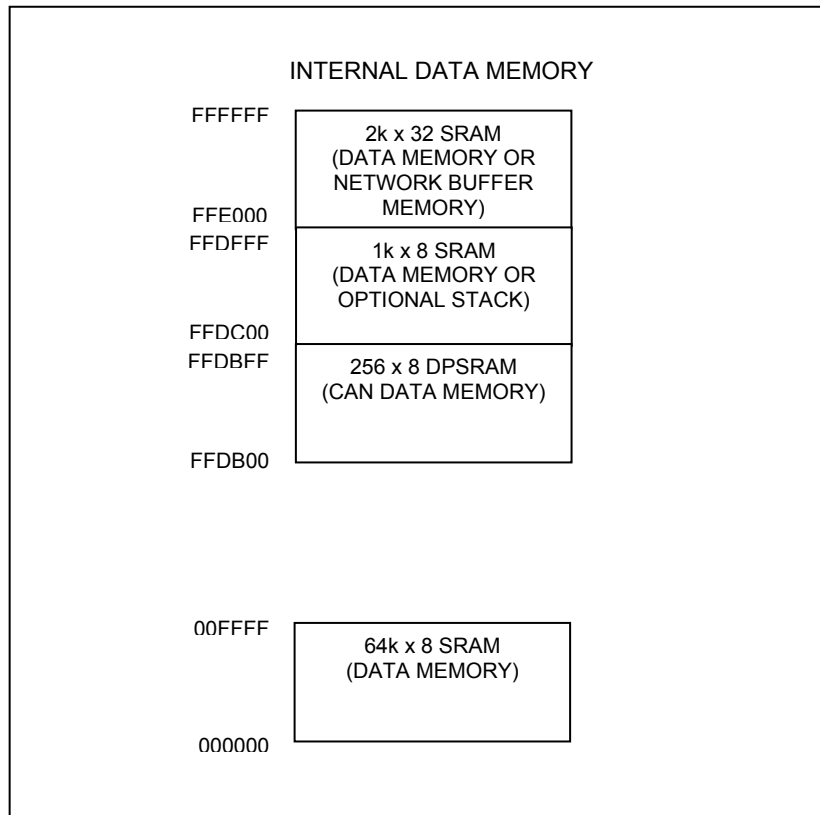 INTERNAL DATA MEMORY
FFFFFF
2k x 32 SRAM
(DATA MEMORY OR
NETWORK BUFFER
MEMORY)
FFE000
FFDFFF
1k x 8 SRAM
(DATA MEMORY OR
OPTIONAL STACK)
FFDC00
FFDBFF
256 x 8 DPSRAM
(CAN DATA MEMORY)
FFDB00
00FFFF
64k x 8 SRAM
(DATA MEMORY)
000000